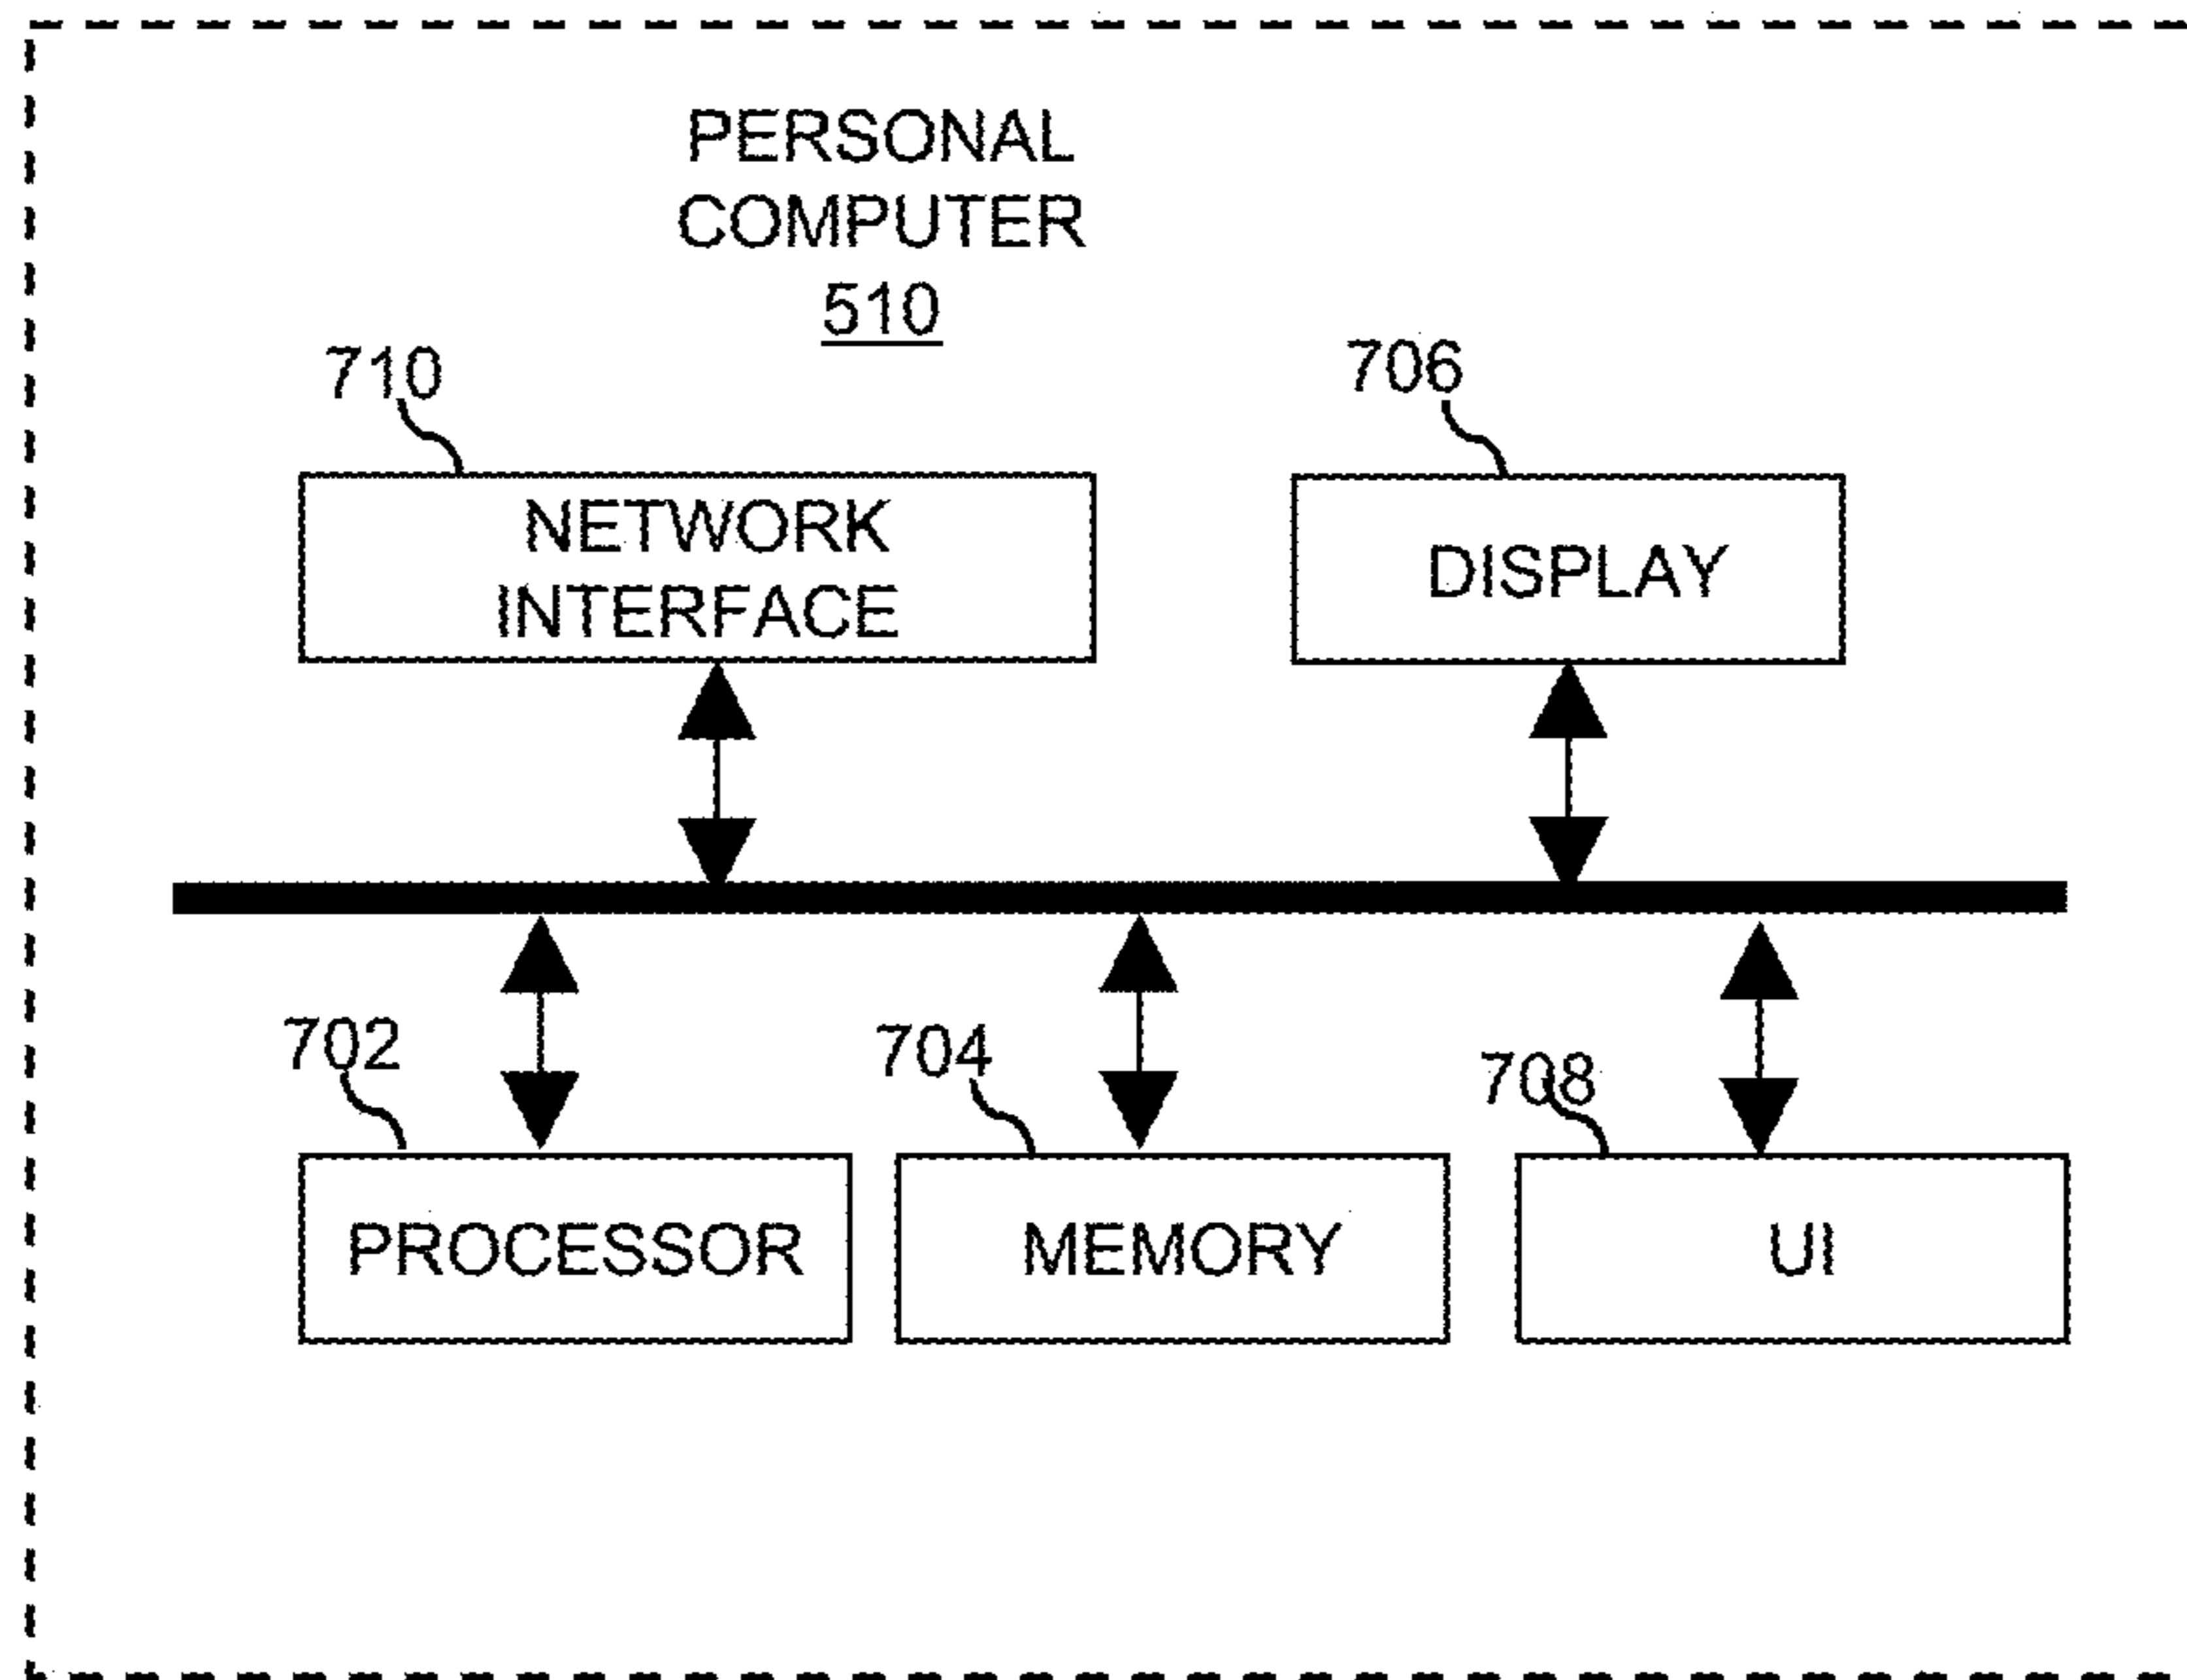 PERSONAL
COMPUTER
510
710
706
NETWORK
INTERFACE
DISPLAY
702
704
708
PROCESSOR
MEMORY
UI